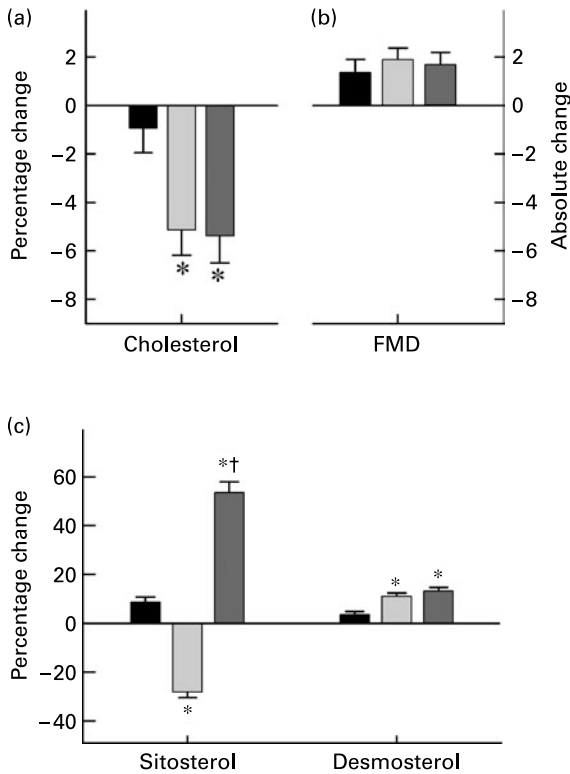 (a)
Percentage change
2
0
−2
−4
−6
−8
* *
Cholesterol
(b)
2
0
−2
−4
−6
−8
Absolute change
FMD
(c)
Percentage change
60
40
20
0
−20
−40
*
*†
* *
Sitosterol Desmosterol